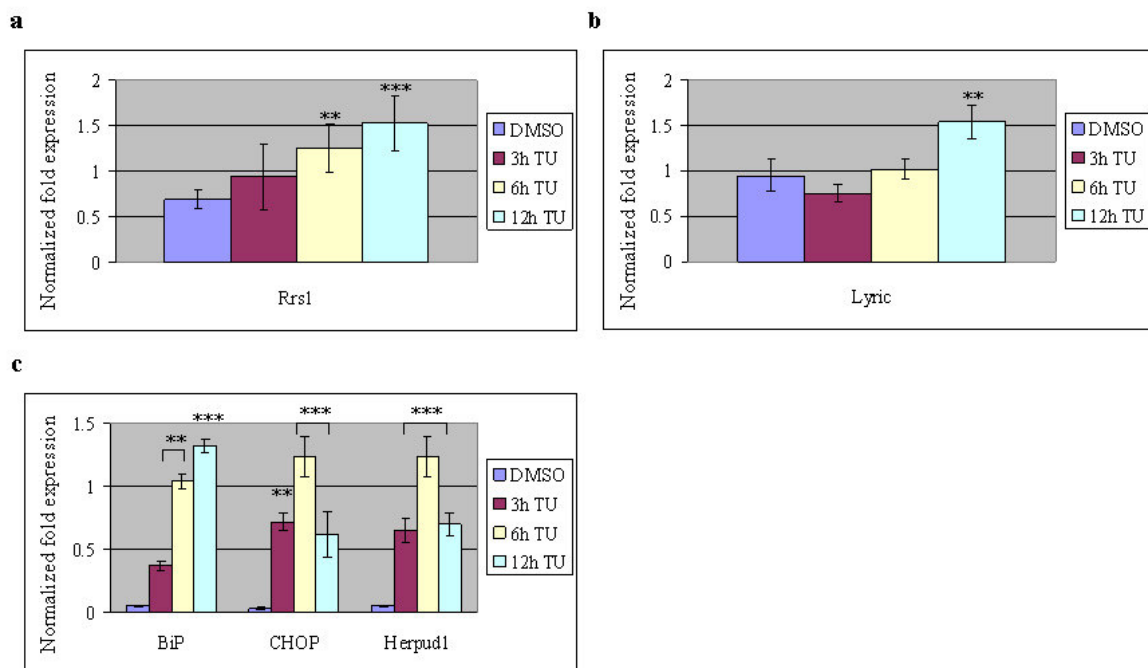 a
Normalized fold expression
2
1.5
1
0.5
0
** ***
Rrs1
DMSO
3h TU
6h TU
12h TU
b
Normalized fold expression
2
1.5
1
0.5
0
**
Lyric
DMSO
3h TU
6h TU
12h TU
c
Normalized fold expression
1.5
1
0.5
0
** *** ** *** ***
BiP CHOP Herpud1
DMSO
3h TU
6h TU
12h TU